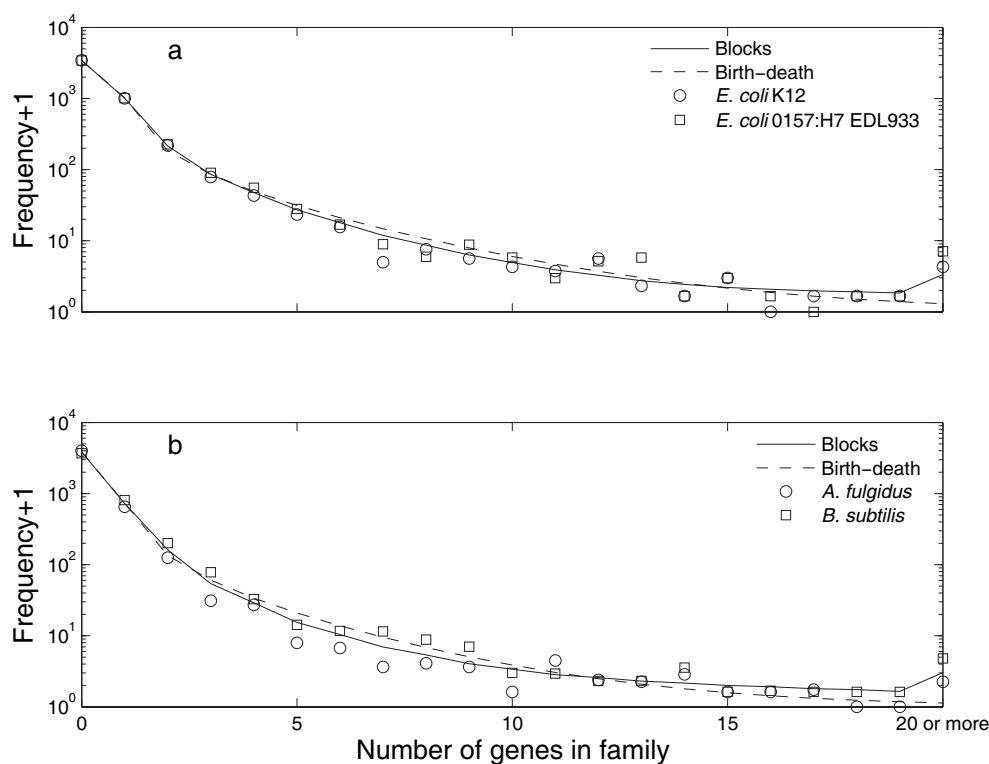 a
Frequency+1
10^4
10^3
10^2
10^1
10^0
Blocks
Birth−death
E. coli K12
E. coli 0157:H7 EDL933
b
Frequency+1
10^4
10^3
10^2
10^1
10^0
Blocks
Birth−death
A. fulgidus
B. subtilis
0 5 10 15 20 or more
Number of genes in family